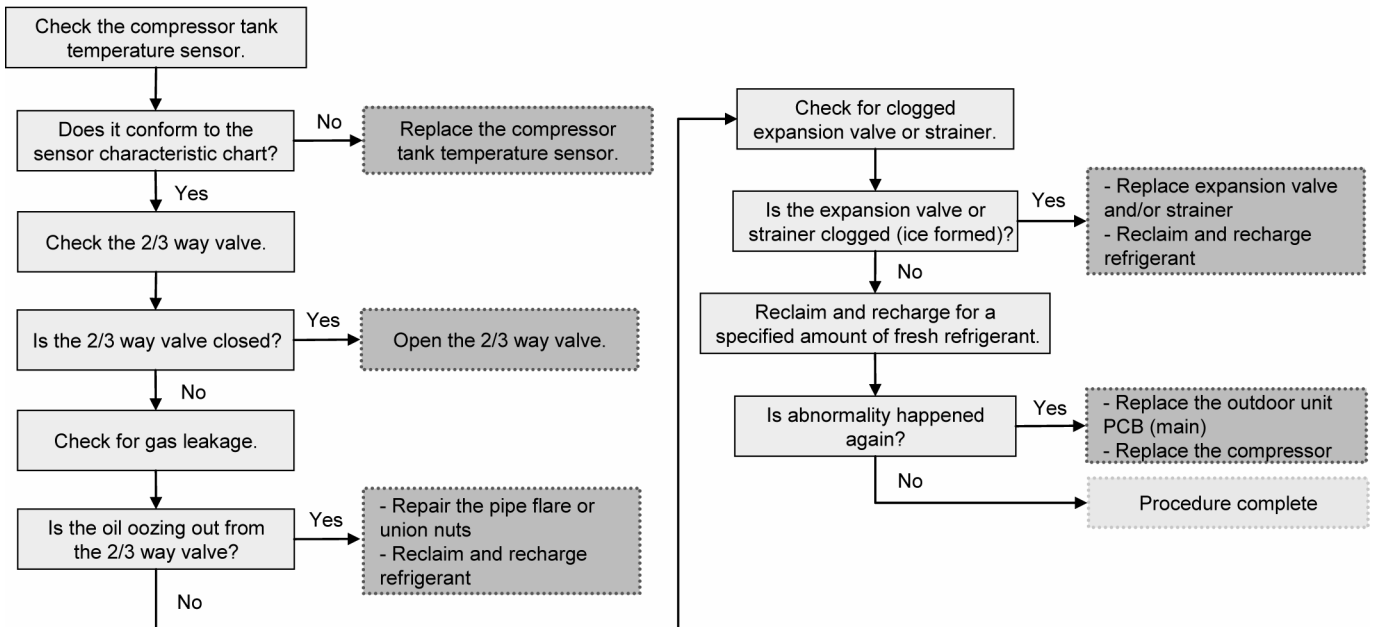 Check the compressor tank
temperature sensor.
Does it conform to the
sensor characteristic chart?
No
Replace the compressor
tank temperature sensor.
Yes
Check the 2/3 way valve.
Is the 2/3 way valve closed?
Yes
Open the 2/3 way valve.
No
Check for gas leakage.
Is the oil oozing out from
the 2/3 way valve?
Yes
- Repair the pipe flare or
union nuts
- Reclaim and recharge
refrigerant
No
Check for clogged
expansion valve or strainer.
Is the expansion valve or
strainer clogged (ice formed)?
Yes
- Replace expansion valve
and/or strainer
- Reclaim and recharge
refrigerant
No
Reclaim and recharge for a
specified amount of fresh refrigerant.
Is abnormality happened
again?
Yes
- Replace the outdoor unit
PCB (main)
- Replace the compressor
No
Procedure complete